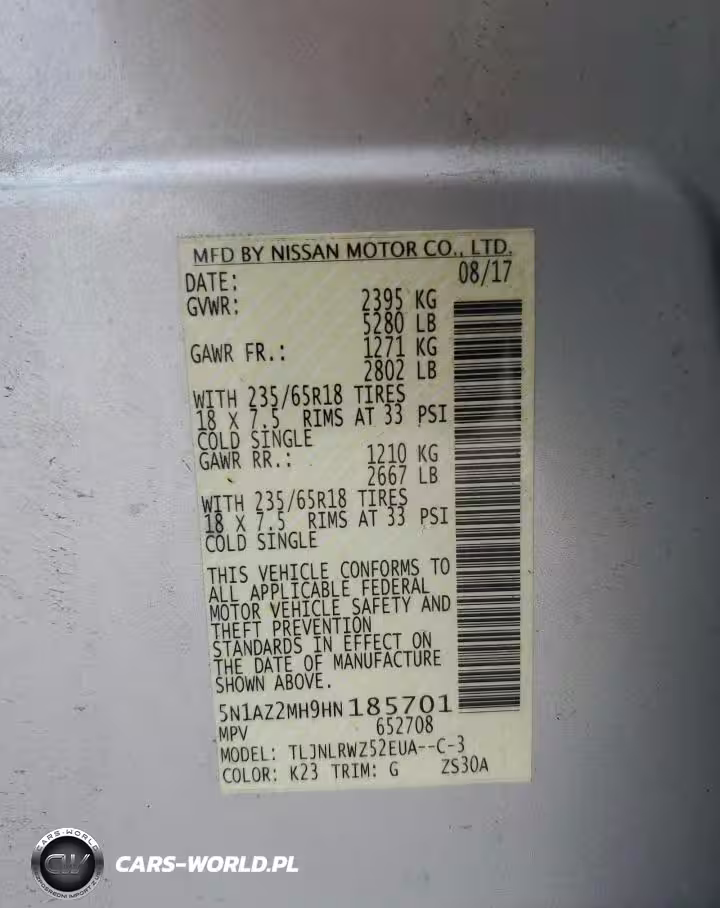 MFD BY NISSAN MOTOR CO., LTD.
DATE: 08/17
GVWR: 2395 KG
5280 LB
GAWR FR.: 1271 KG
2802 LB
WITH 235/65R18 TIRES
18 X 7.5 RIMS AT 33 PSI
COLD SINGLE
GAWR RR.: 1210 KG
2667 LB
WITH 235/65R18 TIRES
18 X 7.5 RIMS AT 33 PSI
COLD SINGLE
THIS VEHICLE CONFORMS TO
ALL APPLICABLE FEDERAL
MOTOR VEHICLE SAFETY AND
THEFT PREVENTION
STANDARDS IN EFFECT ON
THE DATE OF MANUFACTURE
SHOWN ABOVE.
5N1AZ2MH9HN185701
MPV 652708
MODEL: TLJNLRWZ52EUA--C-3
COLOR: K23 TRIM: G ZS30A
CARS-WORLD
CW
CARS-WORLD.PL